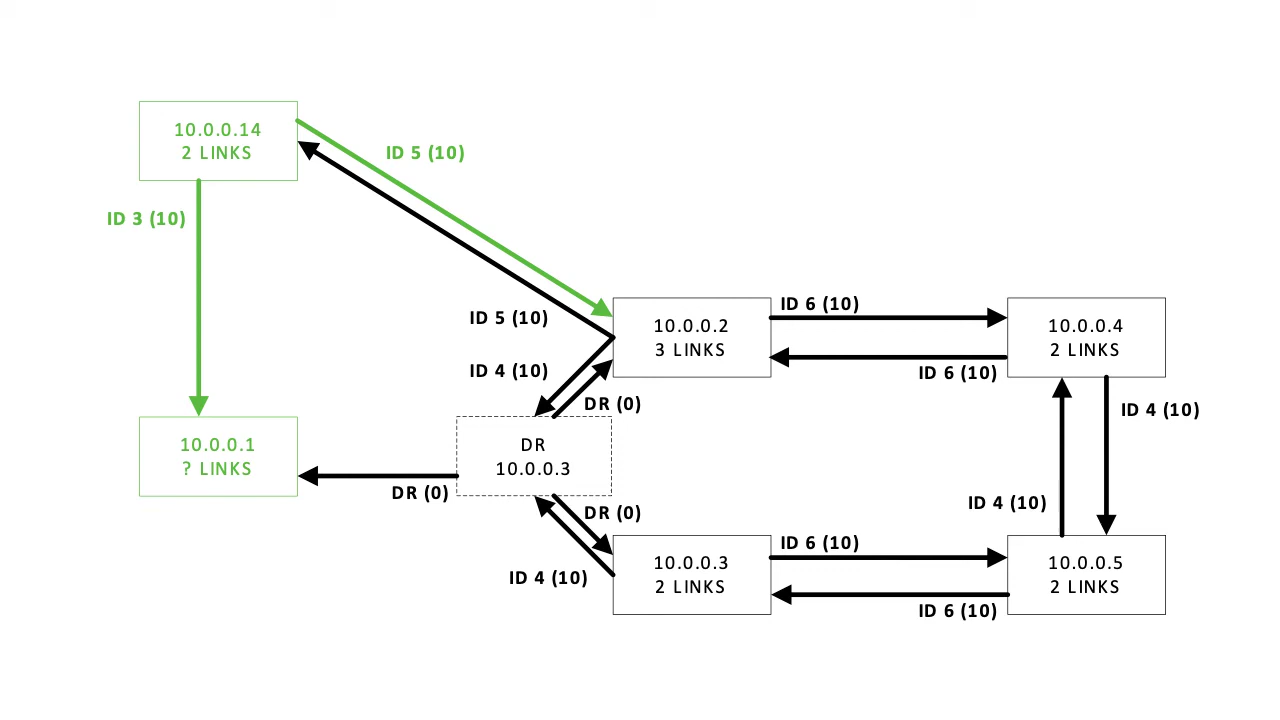 10.0.0.14
2 LINKS
ID 5 (10)
ID 3 (10)
ID 5 (10)
ID 4 (10)
DR (0)
10.0.0.2
3 LINKS
ID 6 (10)
ID 6 (10)
10.0.0.4
2 LINKS
ID 4 (10)
ID 4 (10)
10.0.0.1
? LINKS
DR (0)
DR
10.0.0.3
DR (0)
ID 4 (10)
10.0.0.3
2 LINKS
ID 6 (10)
ID 6 (10)
10.0.0.5
2 LINKS